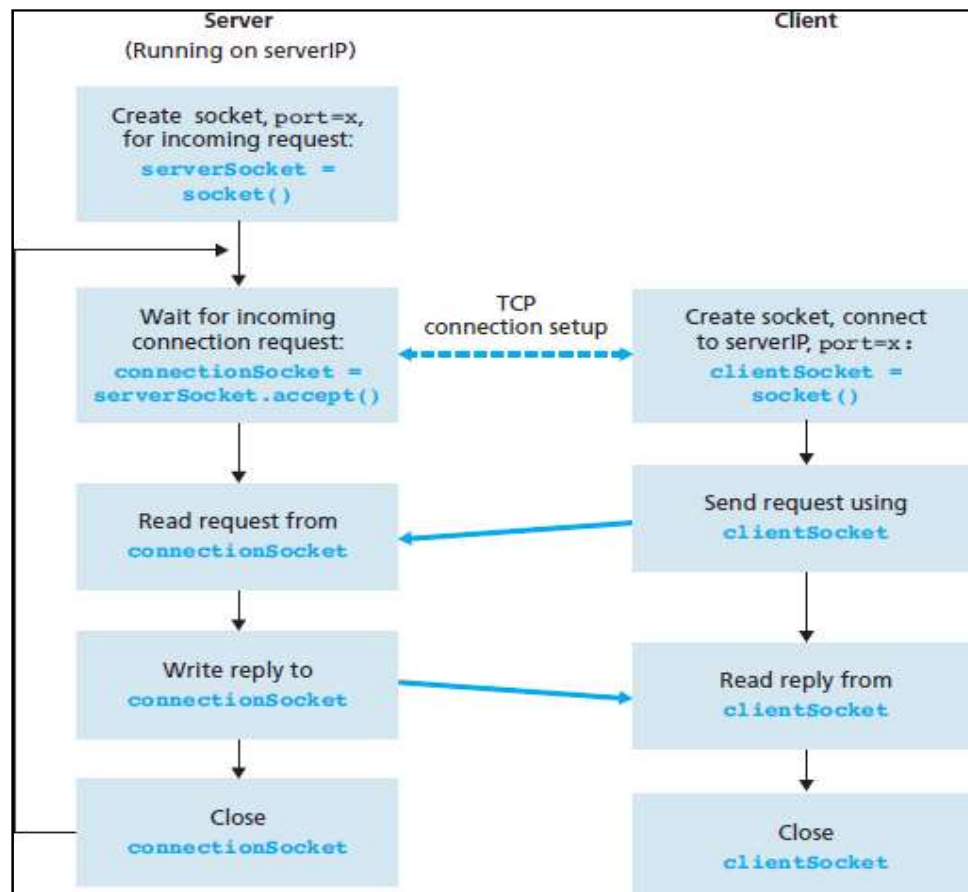 Server
(Running on serverIP)
Create socket, port=x,
for incoming request:
serverSocket =
socket()
Wait for incoming
connection request:
connectionSocket =
serverSocket.accept()
Read request from
connectionSocket
Write reply to
connectionSocket
Close
connectionSocket
TCP
connection setup
Client
Create socket, connect
to serverIP, port=x:
clientSocket =
socket()
Send request using
clientSocket
Read reply from
clientSocket
Close
clientSocket